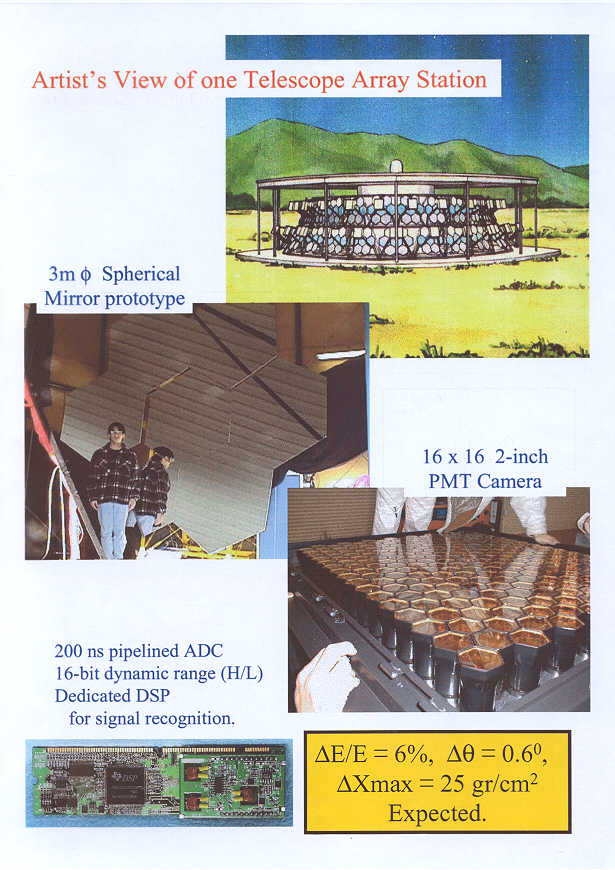 Artist's View of one Telescope Array Station
3m ϕ Spherical
Mirror prototype
16 x 16 2-inch
PMT Camera
200 ns pipelined ADC
16-bit dynamic range (H/L)
Dedicated DSP
for signal recognition.
DSP
ΔE/E = 6%, Δθ = 0.6⁰,
ΔXmax = 25 gr/cm²
Expected.